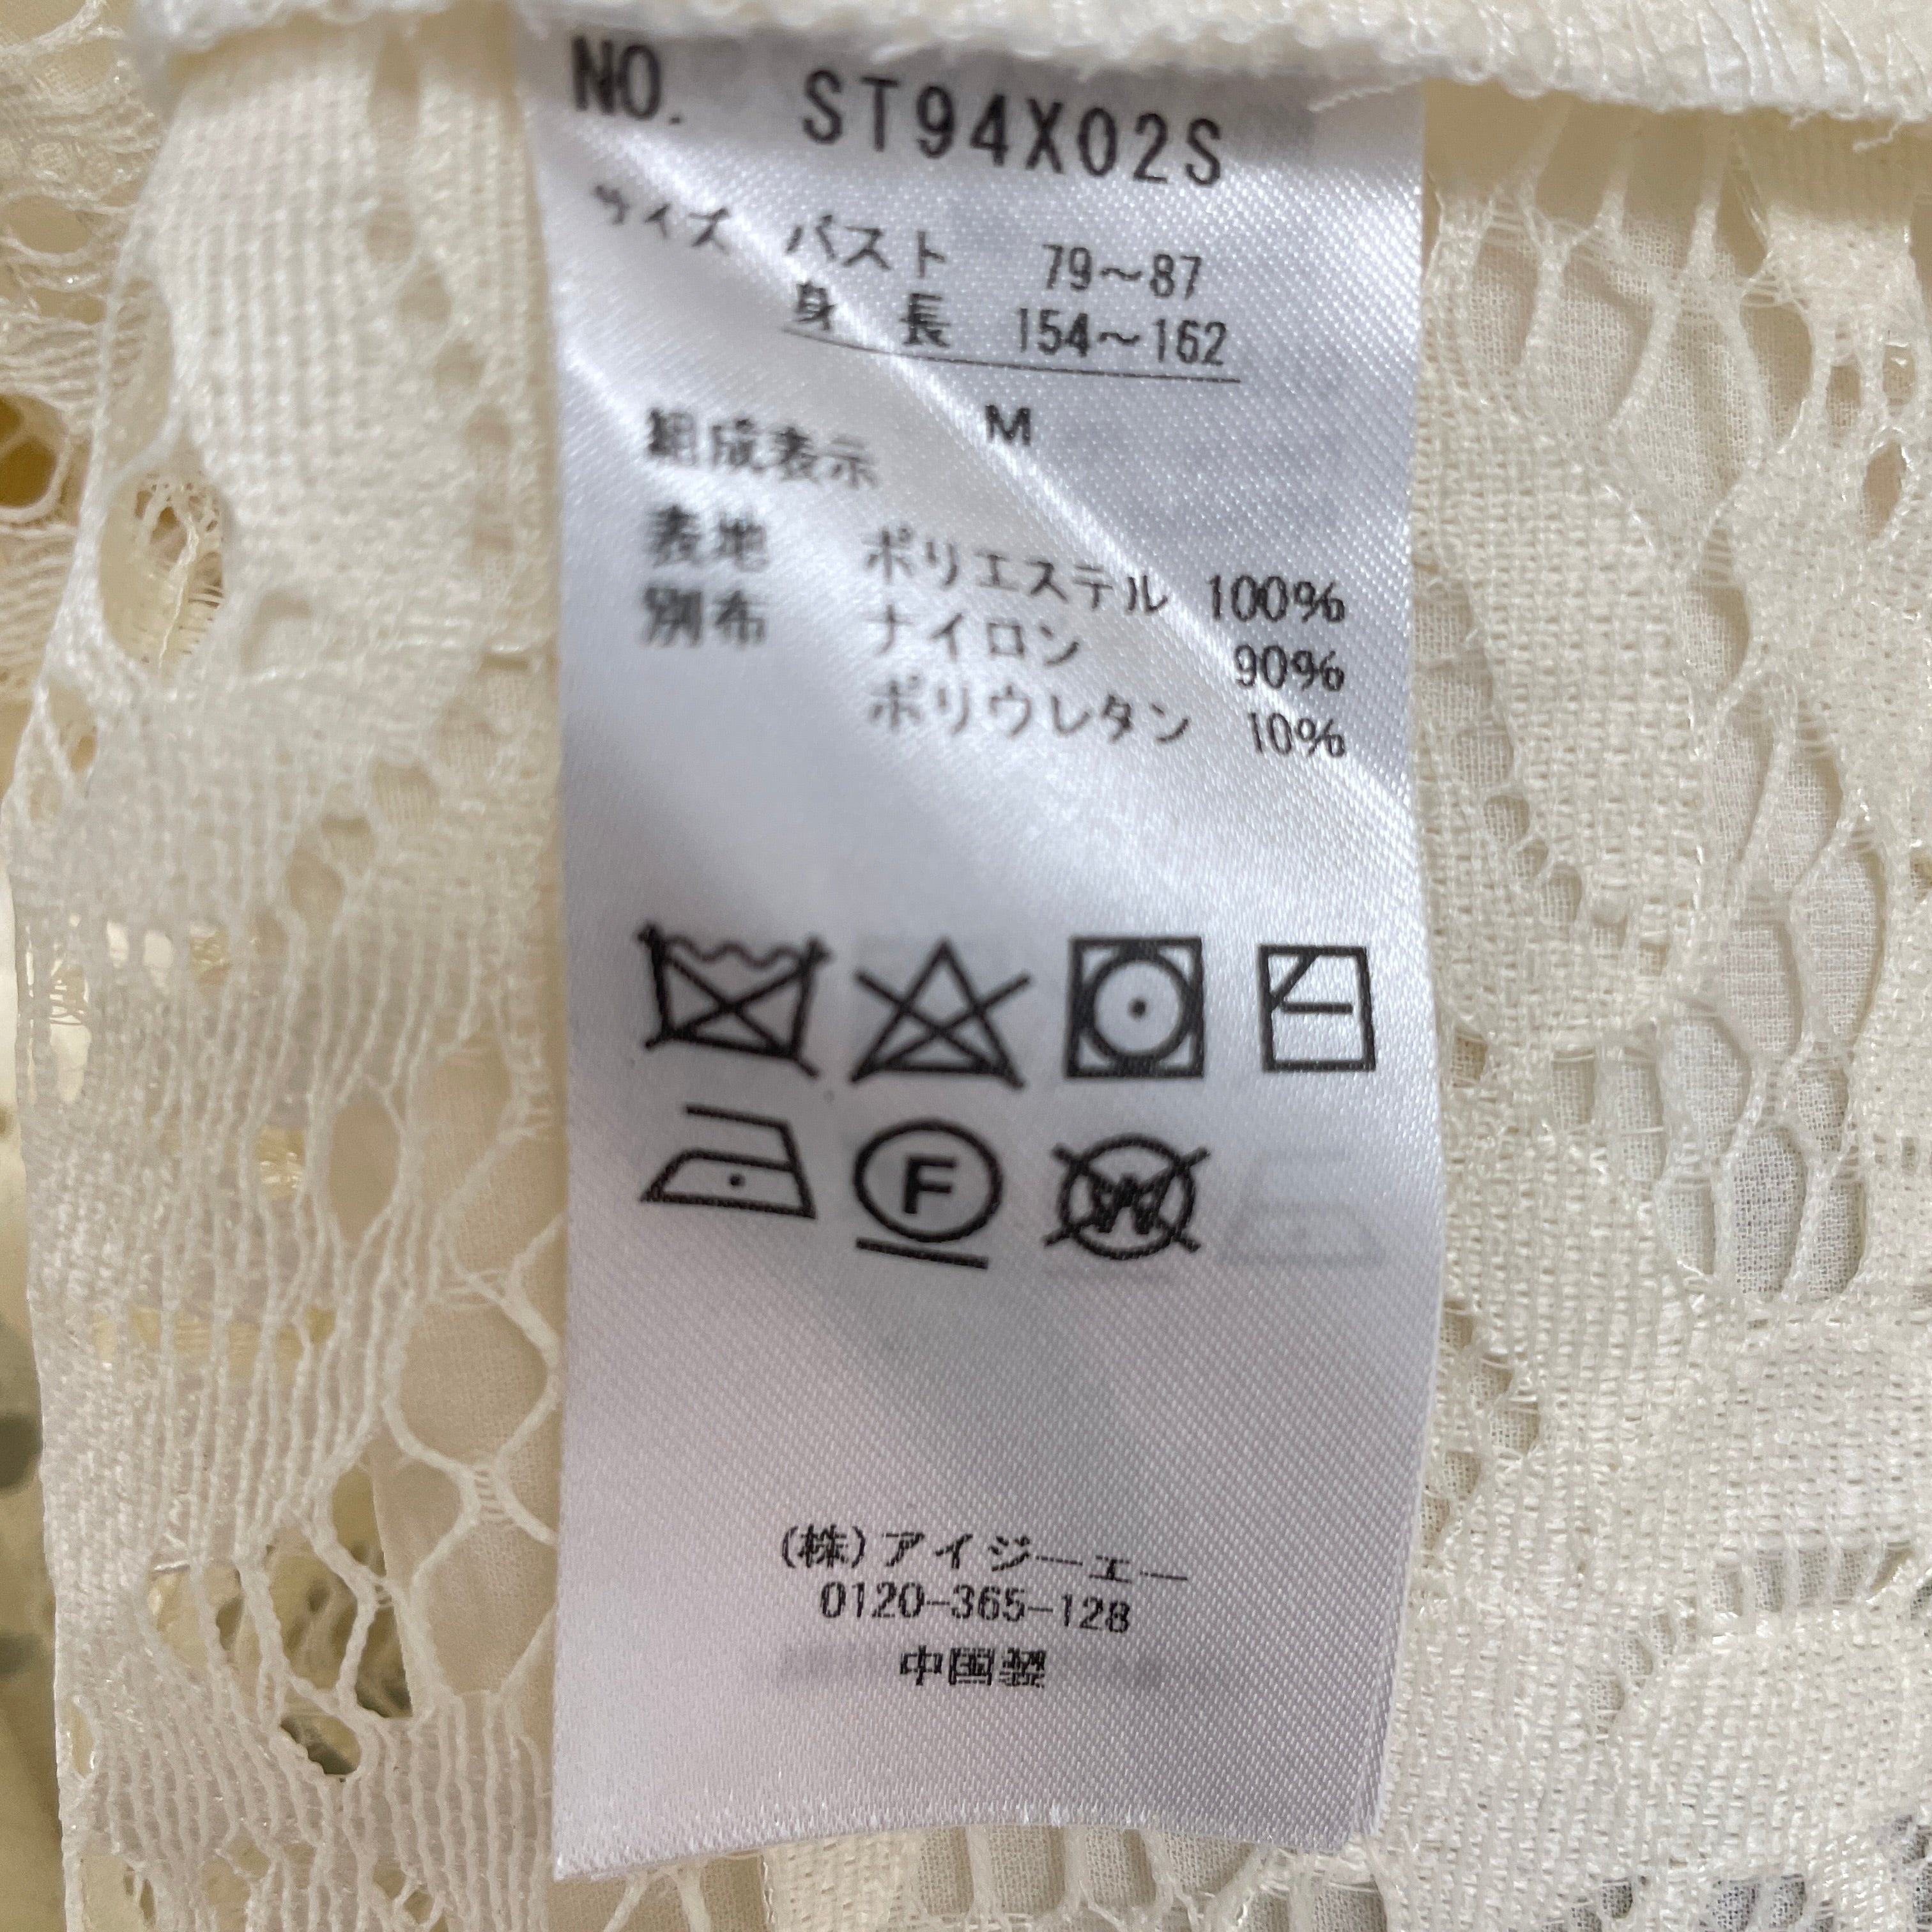 NO. ST94X02S
サイズ バスト 79～87
身長 154～162
M
組成表示
表地 ポリエステル 100%
別布 ナイロン 90%
ポリウレタン 10%
F
W
(株)アイジーエー
0120-365-128
中国製